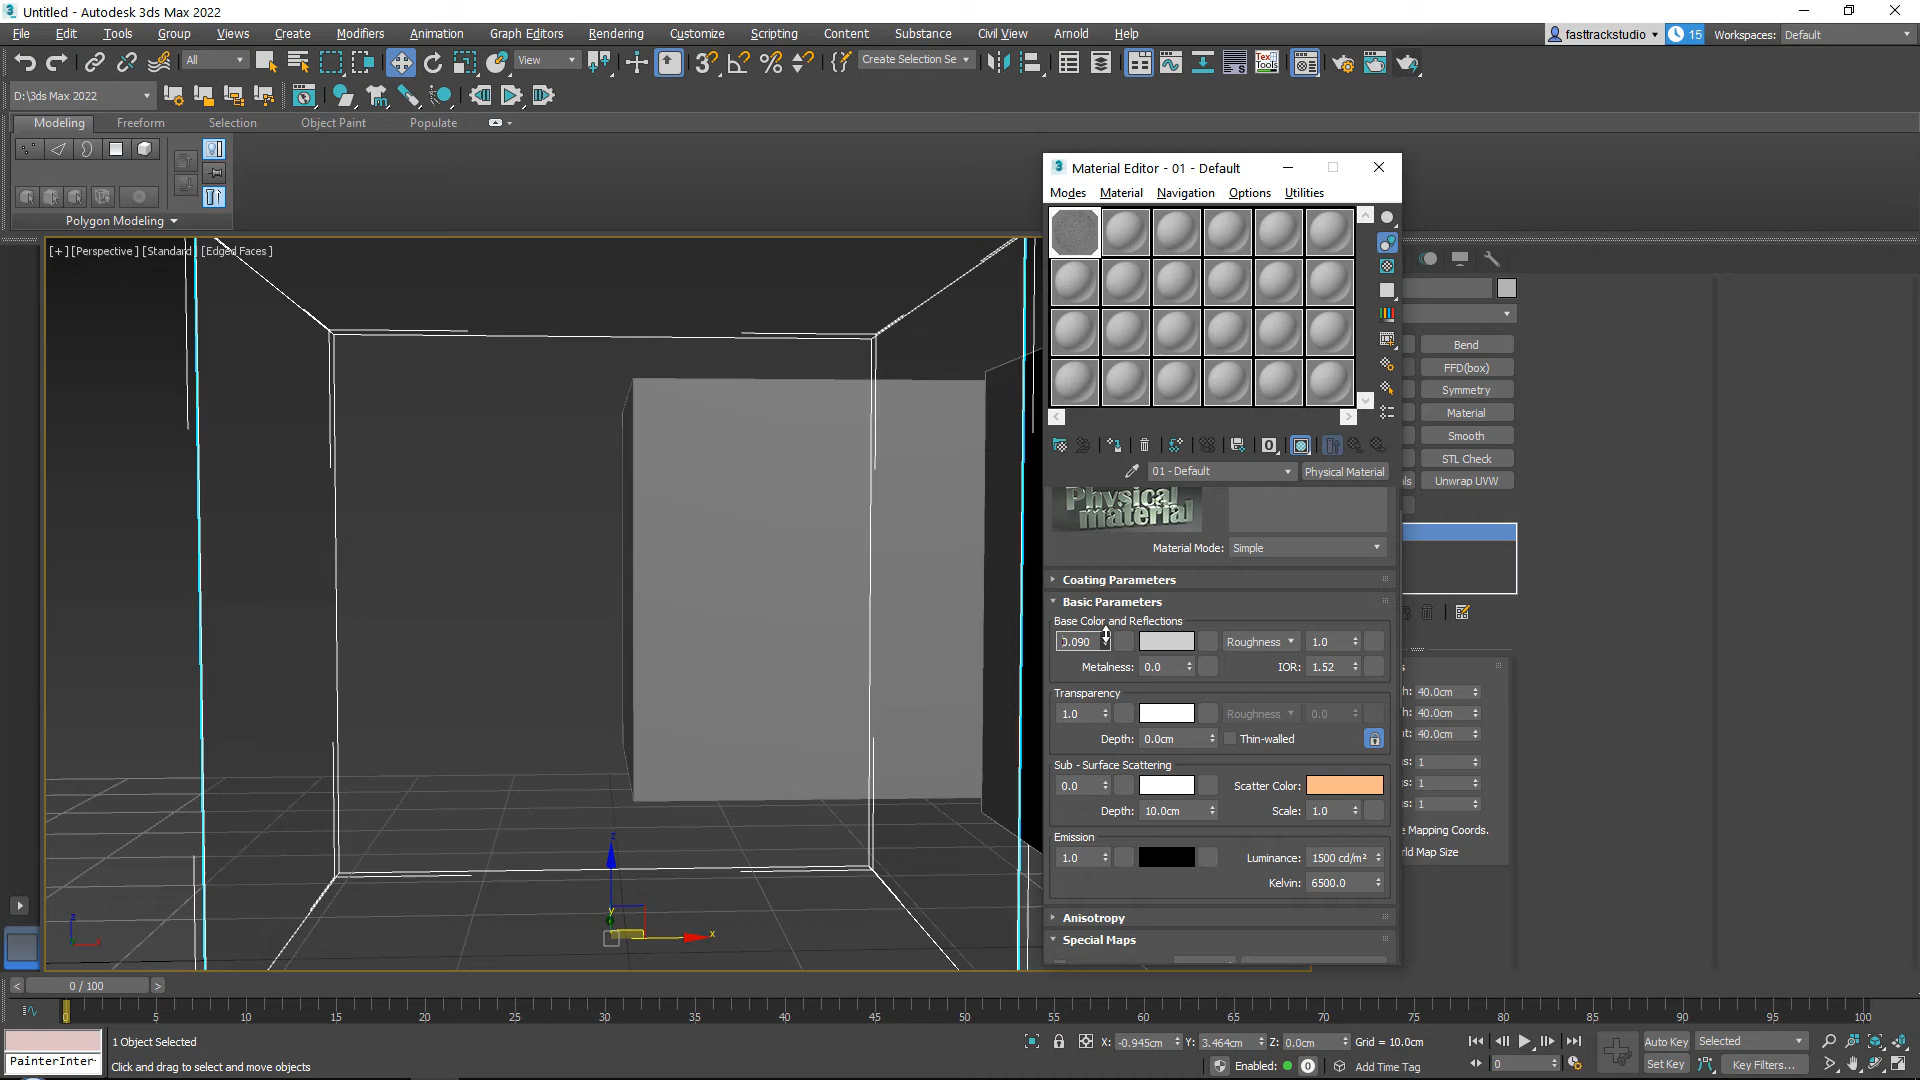 Untitled - Autodesk 3ds Max 2022
File Edit Tools Group Views Create Modifiers Animation Graph Editors Rendering Customize Scripting Content Substance Civil View Arnold Help
fasttrackstudio 15 Workspaces: Default
All View Create Selection Se
D:\3ds Max 2022
Modeling Freeform Selection Object Paint Populate
Polygon Modeling
[+] [Perspective] [Standard] [Edged Faces]
Material Editor - 01 - Default
Modes Material Navigation Options Utilities
01 - Default Physical Material
Physical material
Material Mode: Simple
Coating Parameters
Basic Parameters
Base Color and Reflections
0.090 Roughness 1.0
Metalness: 0.0 IOR: 1.52
Transparency
1.0 Roughness 0.0
Depth: 0.0cm Thin-walled
Sub - Surface Scattering
0.0 Scatter Color:
Depth: 10.0cm Scale: 1.0
Emission
1.0 Luminance: 1500 cd/m²
Kelvin: 6500.0
Anisotropy
Special Maps
Bend
FFD(box)
Symmetry
Material
Smooth
STL Check
Unwrap UVW
40.0cm
40.0cm
40.0cm
1
1
1
Mapping Coords.
Map Size
z
y
x
z
0 / 100
0 5 10 15 20 25 30 35 40 45 50 55 60 65 70 75 80 85 90 95 100
1 Object Selected
X: -0.945cm Y: 3.464cm Z: 0.0cm Grid = 10.0cm
Auto Key Selected
PainterInter
Click and drag to select and move objects
Enabled: 0 Add Time Tag
0
Set Key Key Filters...